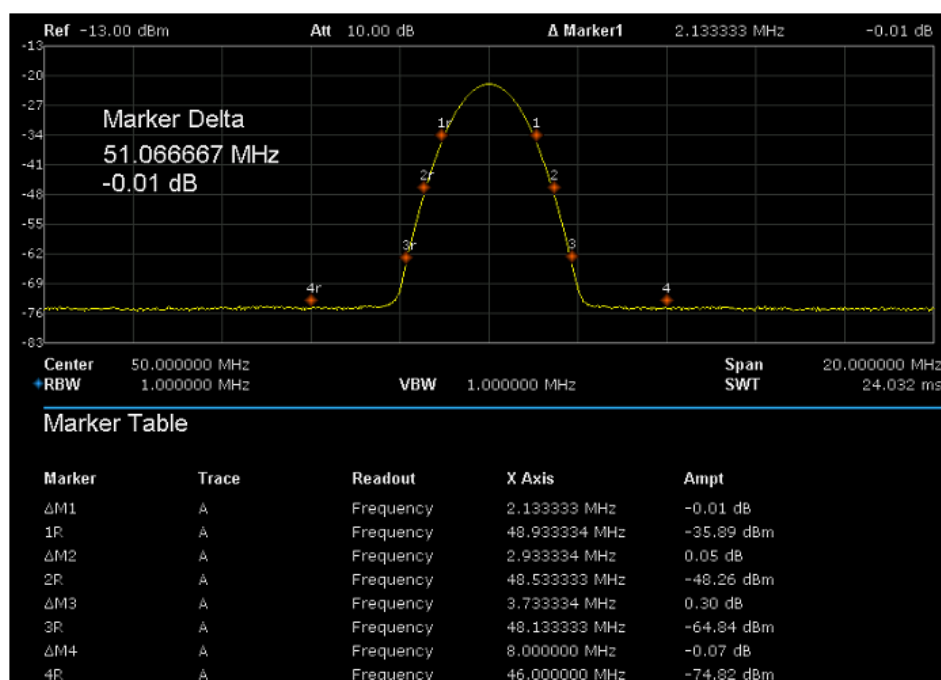 Ref -13.00 dBm Att 10.00 dB Δ Marker1 2.133333 MHz -0.01 dB
-13
-20
-27
Marker Delta
1r 1
-34
51.066667 MHz
-41
-0.01 dB
2r 2
-48
-55
3r 3
-62
-69
4r 4
-76
-83
Center 50.000000 MHz Span 20.000000 MHz
RBW 1.000000 MHz VBW 1.000000 MHz SWT 24.032 ms
Marker Table
Marker Trace Readout X Axis Ampt
ΔM1 A Frequency 2.133333 MHz -0.01 dB
1R A Frequency 48.933334 MHz -35.89 dBm
ΔM2 A Frequency 2.933334 MHz 0.05 dB
2R A Frequency 48.533333 MHz -48.26 dBm
ΔM3 A Frequency 3.733334 MHz 0.30 dB
3R A Frequency 48.133333 MHz -64.84 dBm
ΔM4 A Frequency 8.000000 MHz -0.07 dB
4R A Frequency 46.000000 MHz -74.82 dBm